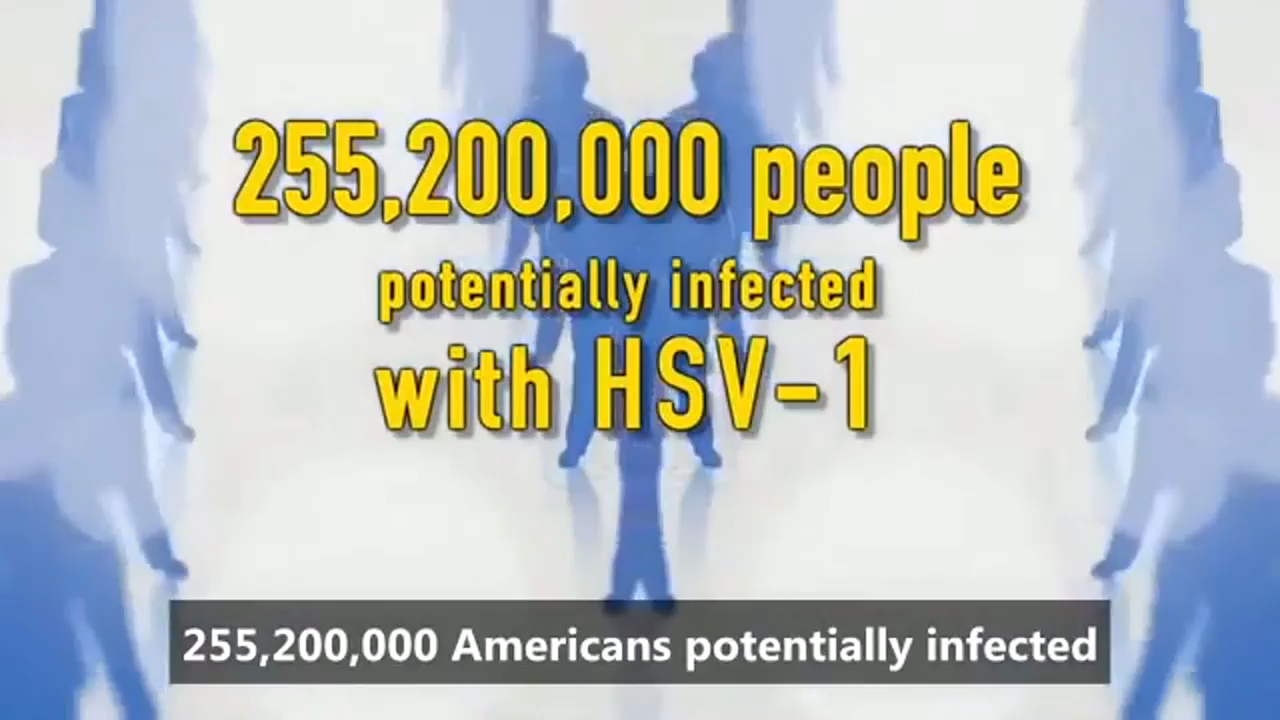 255,200,000 people
potentially infected
with HSV-1
255,200,000 Americans potentially infected